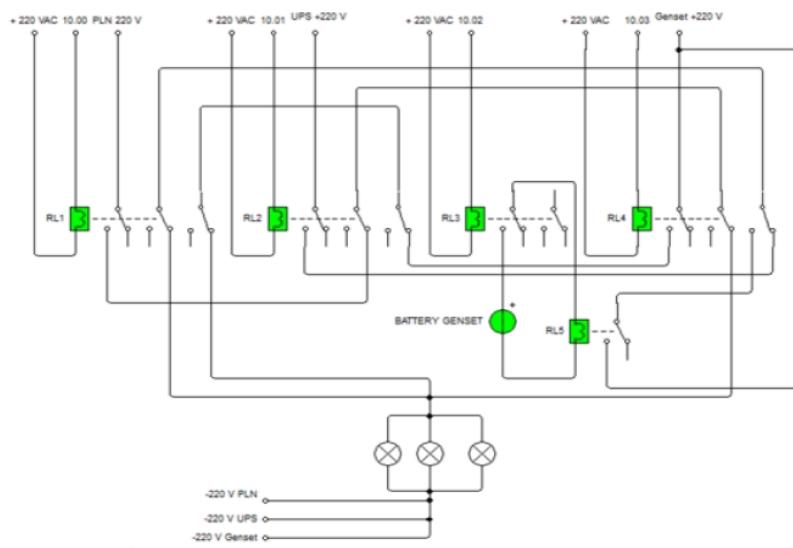 + 220 VAC 10.00 PLN 220 V
+ 220 VAC 10.01 UPS +220 V
+ 220 VAC 10.02
+ 220 VAC 10.03 Genset +220 V
RL1
RL2
RL3
RL4
BATTERY GENSET
+
RL5
-220 V PLN
-220 V UPS
-220 V Genset